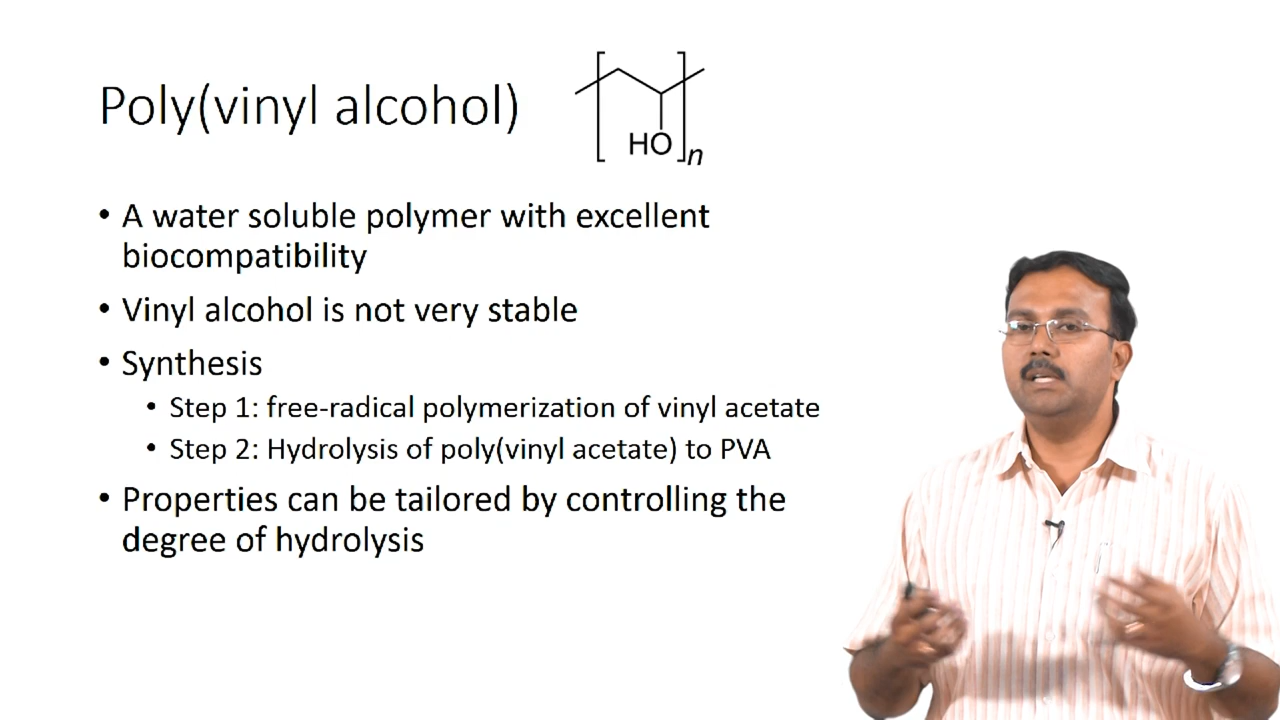 Poly(vinyl alcohol)
HO
n
• A water soluble polymer with excellent
biocompatibility
• Vinyl alcohol is not very stable
• Synthesis
• Step 1: free-radical polymerization of vinyl acetate
• Step 2: Hydrolysis of poly(vinyl acetate) to PVA
• Properties can be tailored by controlling the
degree of hydrolysis